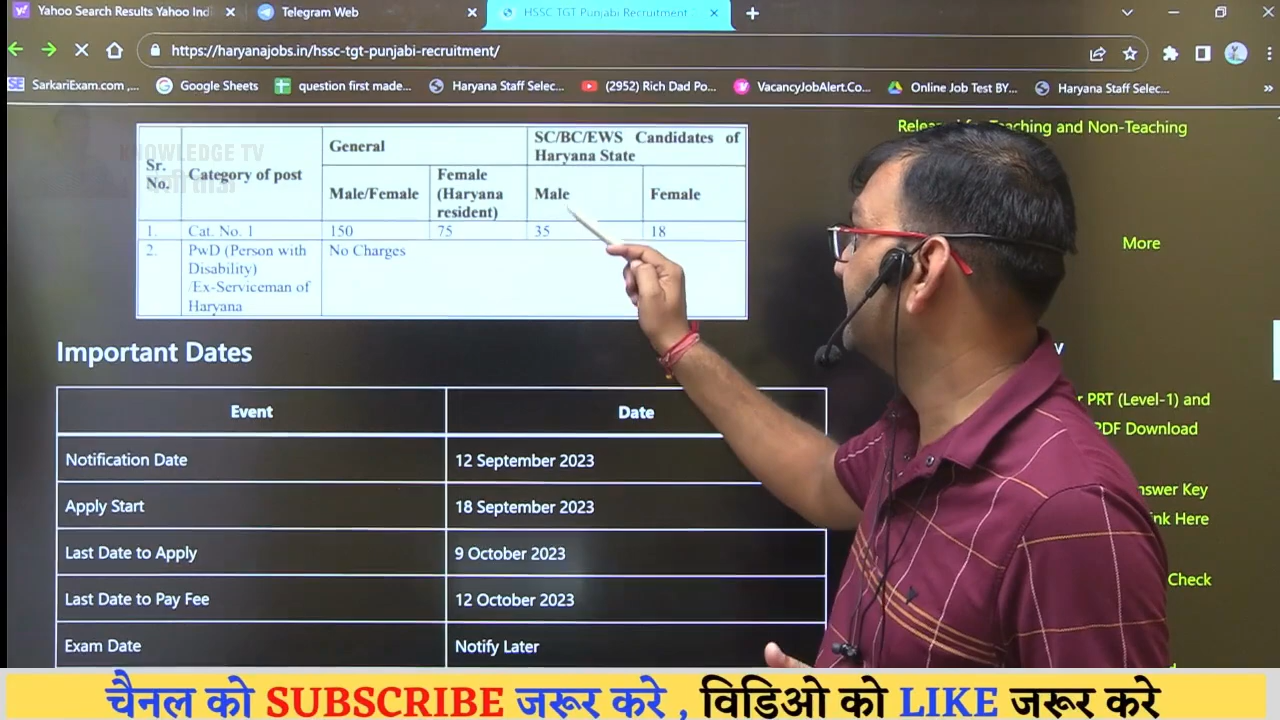 Yahoo Search Results Yahoo Ind
Telegram Web
HSSC TGT Punjabi Recruitment
https://haryanajobs.in/hssc-tgt-punjabi-recruitment/
SarkariExam.com ,...
Google Sheets
question first made...
Haryana Staff Selec...
(2952) Rich Dad Po...
VacancyJobAlert.Co...
Online Job Test BY...
Haryana Staff Selec...
KNOWLEDGE TV
Sr. No.
Category of post
General
SC/BC/EWS Candidates of Haryana State
Male/Female
Female (Haryana resident)
Male
Female
1. Cat. No. 1 150 75 35 18
2. PwD (Person with Disability) /Ex-Serviceman of Haryana No Charges
Important Dates
Event Date
Notification Date 12 September 2023
Apply Start 18 September 2023
Last Date to Apply 9 October 2023
Last Date to Pay Fee 12 October 2023
Exam Date Notify Later
Teaching and Non-Teaching
More
PRT (Level-1) and
PDF Download
nswer Key
nk Here
Check
चैनल को SUBSCRIBE जरूर करे , विडिओ को LIKE जरूर करे